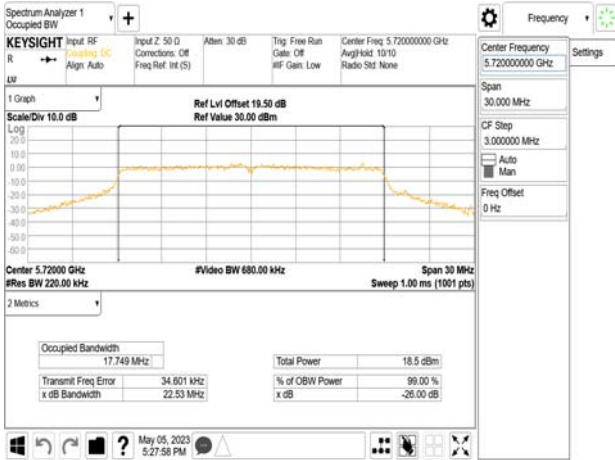 Spectrum Analyzer 1
Occupied BW
KEYSIGHT
R
LXI
Input: RF
Coupling: DC
Align: Auto
Input Z: 50 Ω
Corrections: Off
Freq Ref: Int (S)
Atten: 30 dB
Trig: Free Run
Gate: Off
#IF Gain: Low
Center Freq: 5.720000000 GHz
Avg|Hold: 10/10
Radio Std: None
1 Graph
Scale/Div 10.0 dB
Ref Lvl Offset 19.50 dB
Ref Value 30.00 dBm
Log
20.0
10.0
0.00
-10.0
-20.0
-30.0
-40.0
-50.0
-60.0
Center 5.72000 GHz
#Res BW 220.00 kHz
#Video BW 680.00 kHz
Span 30 MHz
Sweep 1.00 ms (1001 pts)
2 Metrics
Occupied Bandwidth
17.749 MHz
Total Power 18.5 dBm
Transmit Freq Error 34.601 kHz
% of OBW Power 99.00 %
x dB Bandwidth 22.53 MHz
x dB -26.00 dB
?
May 05, 2023
5:27:58 PM
Frequency
Settings
Center Frequency
5.720000000 GHz
Span
30.000 MHz
CF Step
3.000000 MHz
Auto
Man
Freq Offset
0 Hz